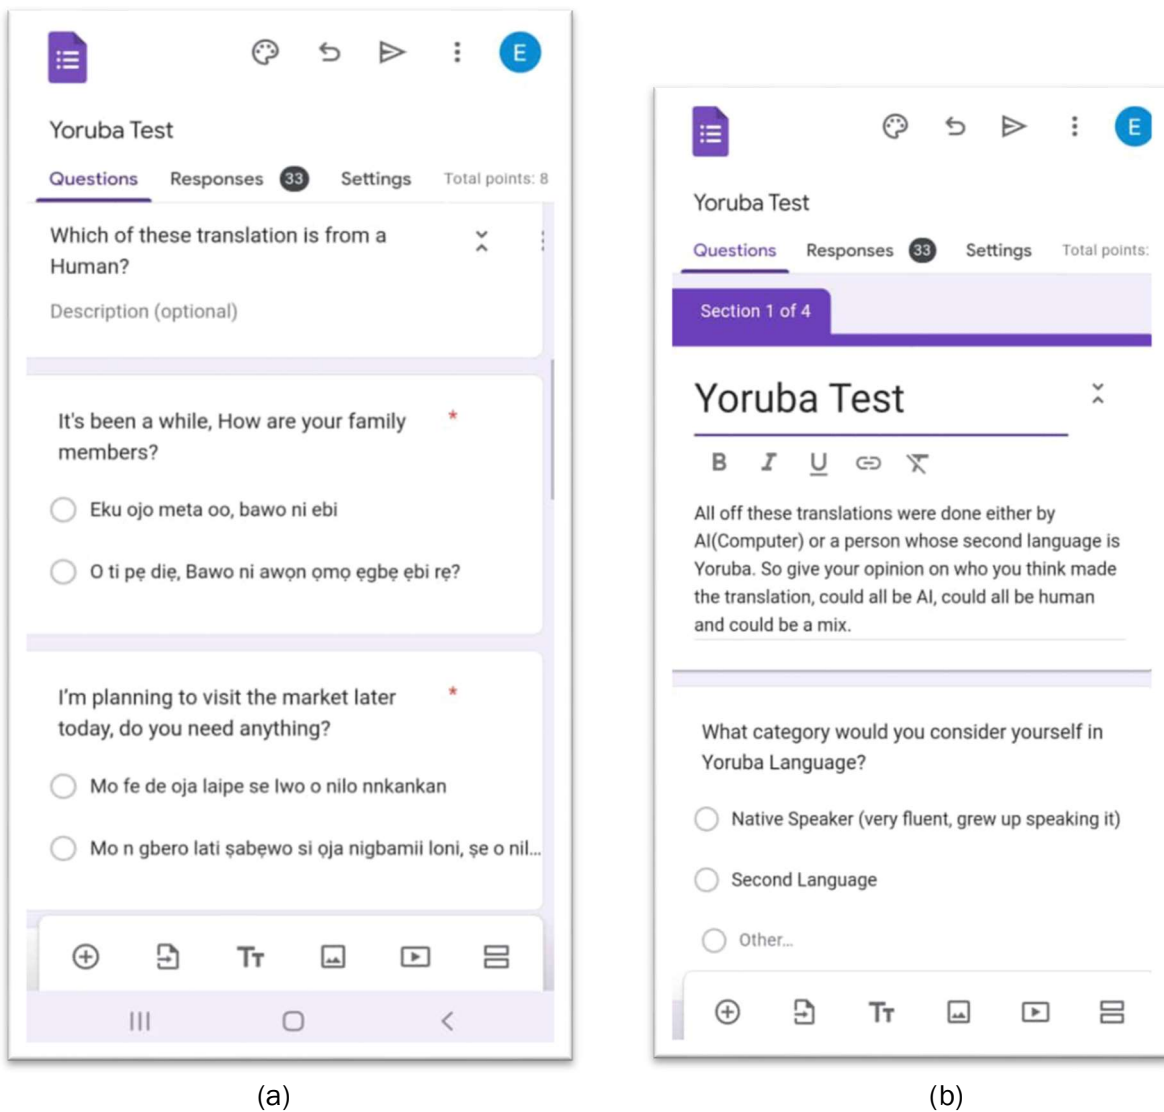 E
Yoruba Test
Questions Responses 33 Settings Total points: 8
Which of these translation is from a
Human?
Description (optional)
It's been a while, How are your family *
members?
Eku ojo meta oo, bawo ni ebi
O ti pẹ diẹ, Bawo ni awọn ọmọ ẹgbẹ ẹbi rẹ?
I'm planning to visit the market later *
today, do you need anything?
Mo fe de oja laipe se Iwo o nilo nnkankan
Mo n gbero lati ṣabẹwo si ọja nigbamii loni, ṣe o nil...
(a)
E
Yoruba Test
Questions Responses 33 Settings Total points:
Section 1 of 4
Yoruba Test
B I U
All off these translations were done either by
AI(Computer) or a person whose second language is
Yoruba. So give your opinion on who you think made
the translation, could all be AI, could all be human
and could be a mix.
What category would you consider yourself in
Yoruba Language?
Native Speaker (very fluent, grew up speaking it)
Second Language
Other...
(b)